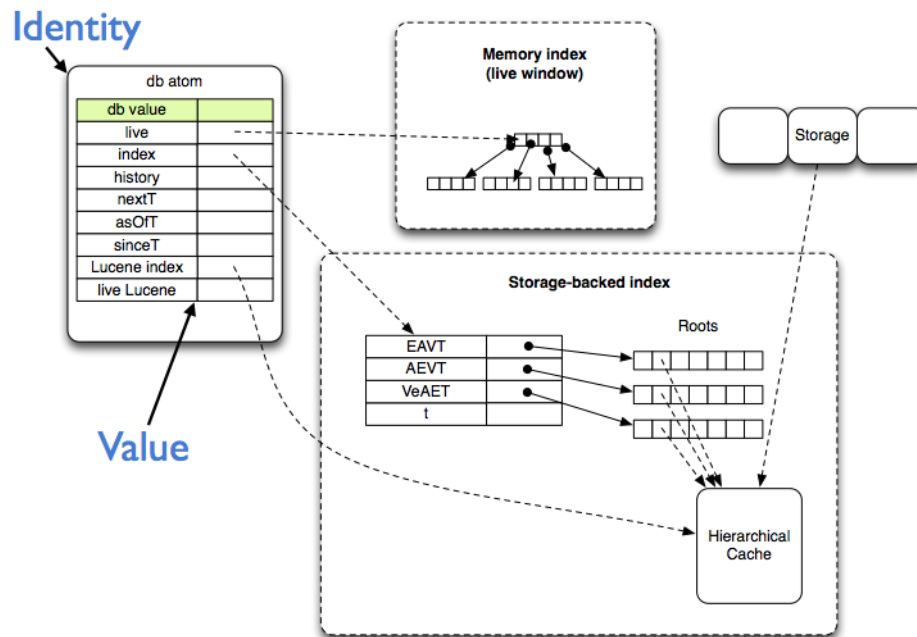 Identity
db atom
db value
live
index
history
nextT
asOfT
sinceT
Lucene index
live Lucene
Value
Memory index
(live window)
Storage
Storage-backed index
EAVT
AEVT
VeAET
t
Roots
Hierarchical
Cache